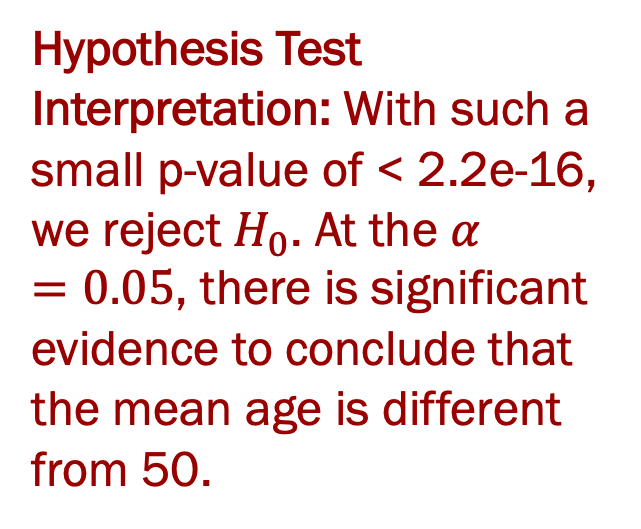 Hypothesis Test
Interpretation: With such a
small p-value of < 2.2e-16,
we reject H₀. At the α
= 0.05, there is significant
evidence to conclude that
the mean age is different
from 50.